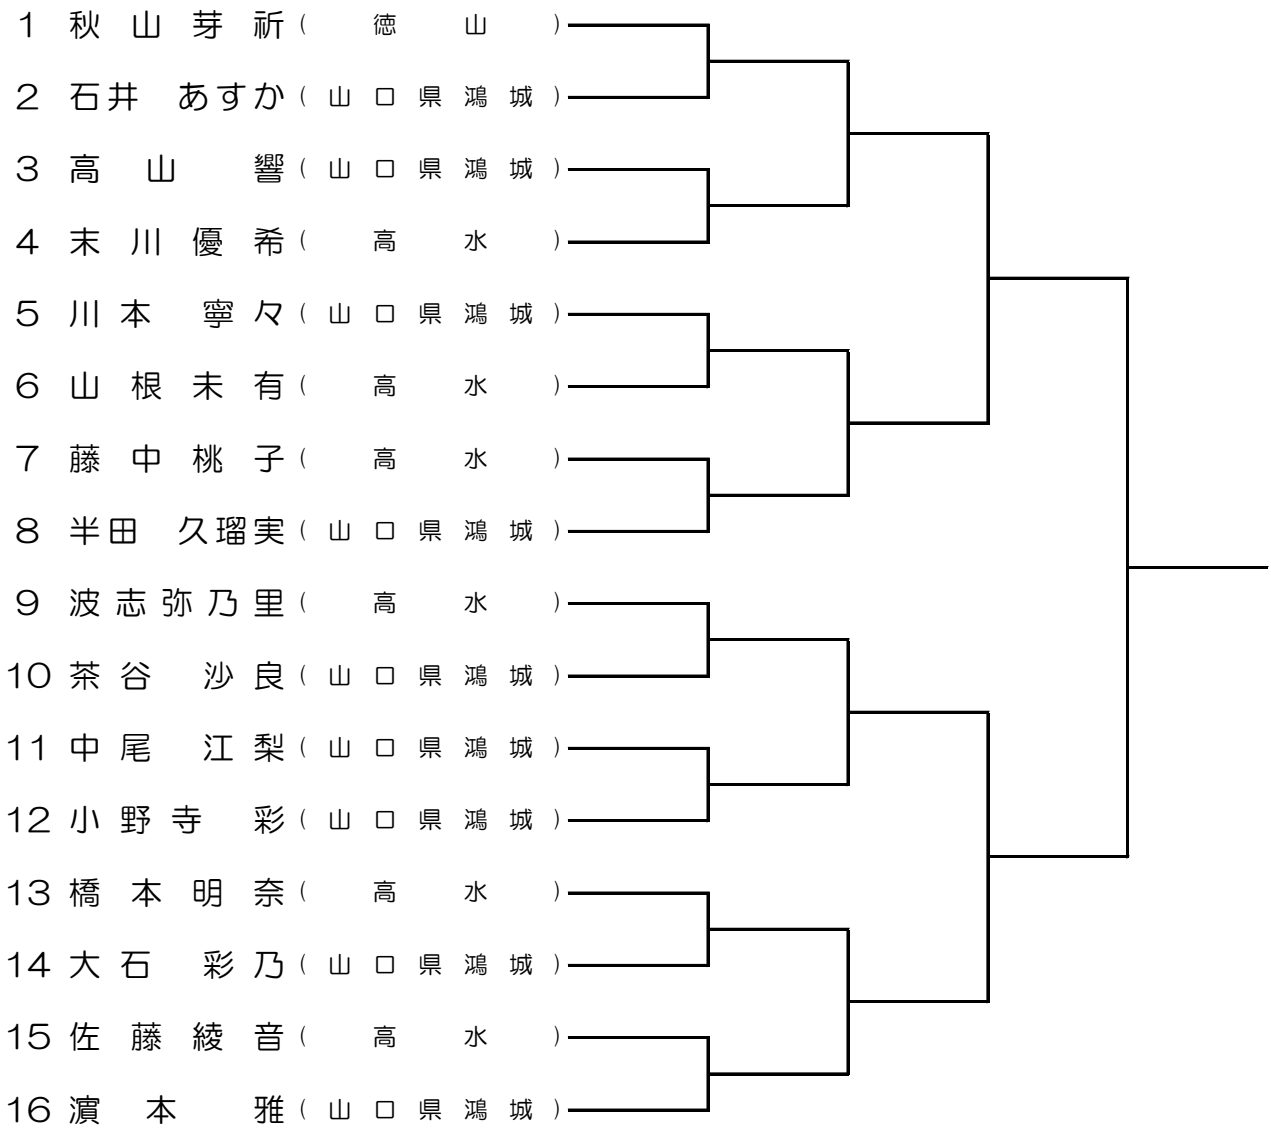 1 秋山芽祈(徳山)
2 石井 あすか(山口県鴻城)
3 高山 響(山口県鴻城)
4 末川優希(高水)
5 川本 寧々(山口県鴻城)
6 山根未有(高水)
7 藤中桃子(高水)
8 半田 久瑠実(山口県鴻城)
9 波志弥乃里(高水)
10 茶谷 沙良(山口県鴻城)
11 中尾 江梨(山口県鴻城)
12 小野寺 彩(山口県鴻城)
13 橋本明奈(高水)
14 大石 彩乃(山口県鴻城)
15 佐藤綾音(高水)
16 濵本 雅(山口県鴻城)